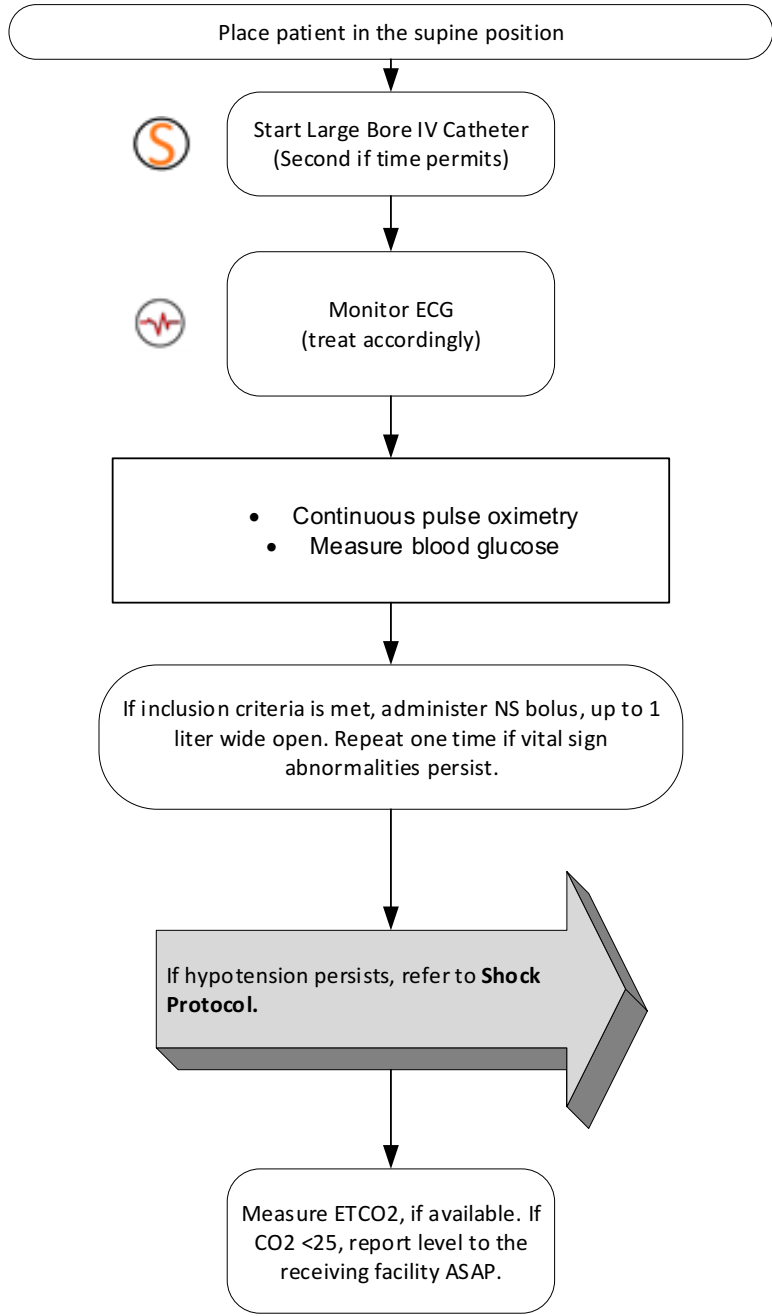 Place patient in the supine position
S
Start Large Bore IV Catheter
(Second if time permits)
Monitor ECG
(treat accordingly)
• Continuous pulse oximetry
• Measure blood glucose
If inclusion criteria is met, administer NS bolus, up to 1
liter wide open. Repeat one time if vital sign
abnormalities persist.
If hypotension persists, refer to Shock
Protocol.
Measure ETCO2, if available. If
CO2 <25, report level to the
receiving facility ASAP.